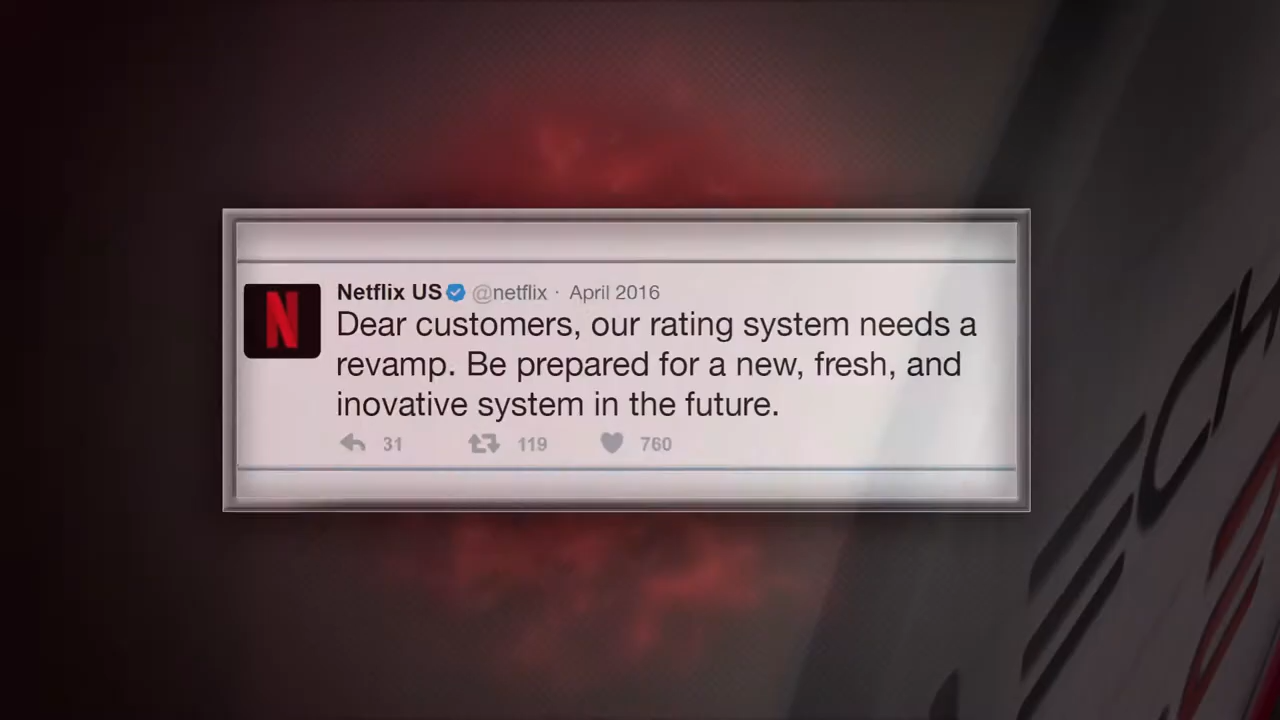 Netflix US @netflix · April 2016
Dear customers, our rating system needs a
revamp. Be prepared for a new, fresh, and
inovative system in the future.
31 119 760
N